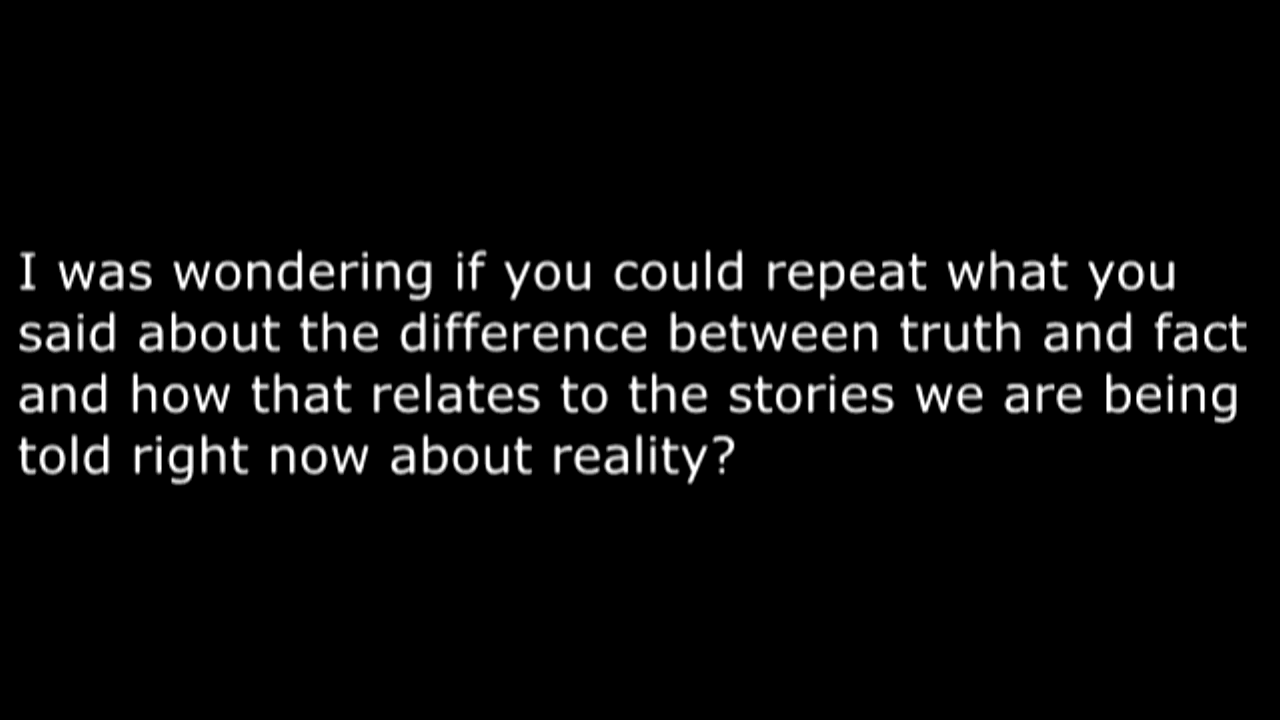 I was wondering if you could repeat what you
said about the difference between truth and fact
and how that relates to the stories we are being
told right now about reality?